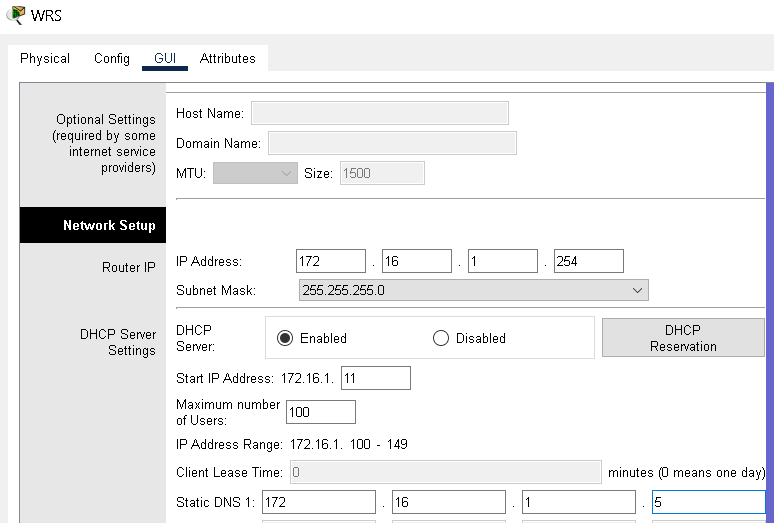 WRS
Physical Config GUI Attributes
Optional Settings
(required by some
internet service
providers)
Host Name:
Domain Name:
MTU: Size: 1500
Network Setup
Router IP
IP Address: 172 . 16 . 1 . 254
Subnet Mask: 255.255.255.0
DHCP Server
Settings
DHCP
Server:
Enabled Disabled
DHCP
Reservation
Start IP Address: 172.16.1. 11
Maximum number
of Users:
100
IP Address Range: 172.16.1. 100 - 149
Client Lease Time: 0 minutes (0 means one day)
Static DNS 1: 172 . 16 . 1 . 5